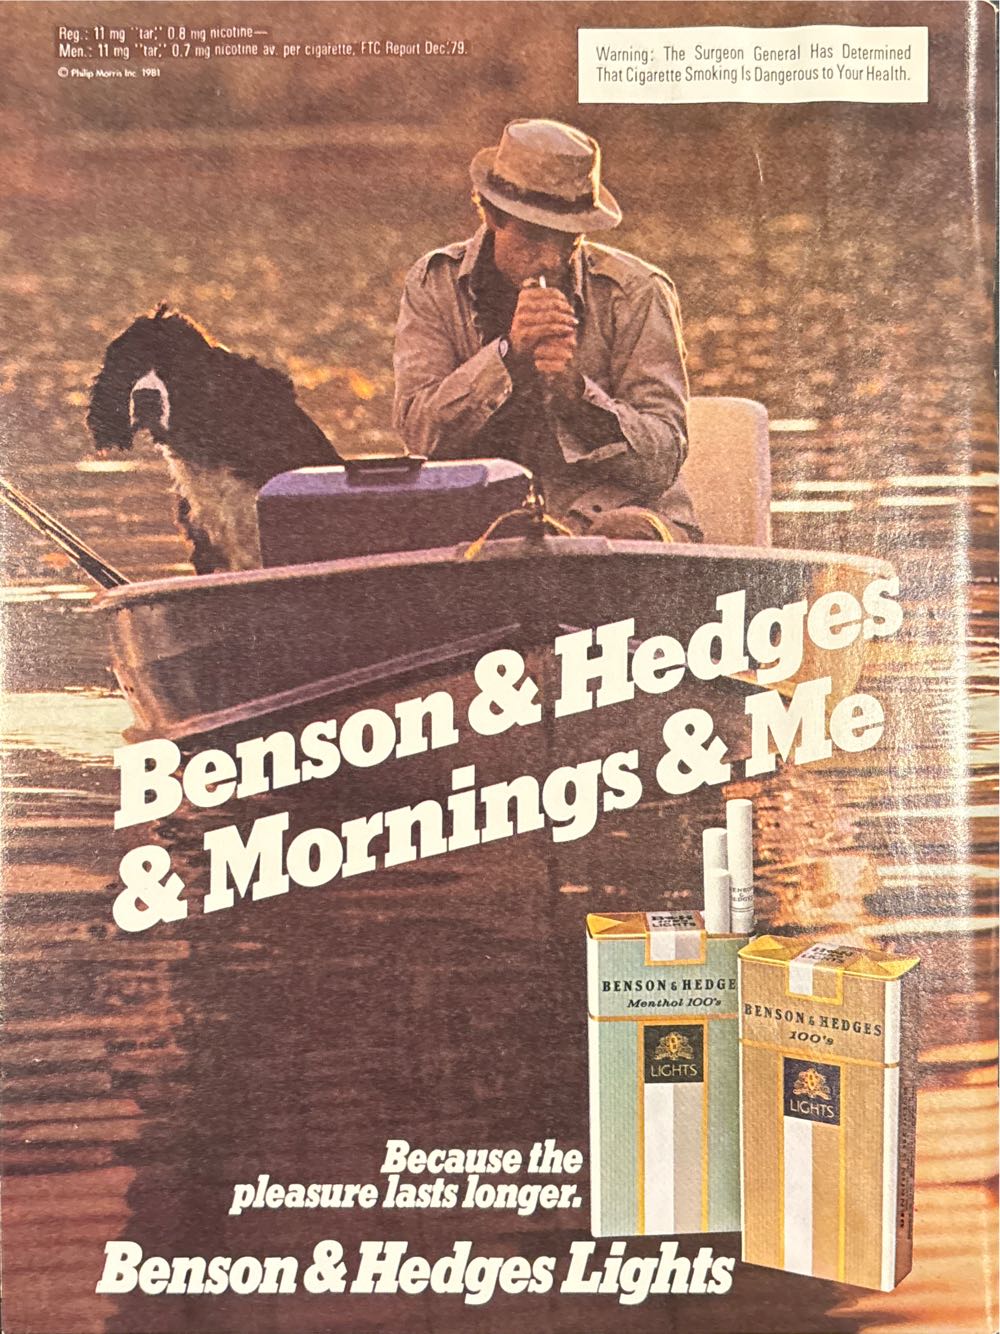 Reg.: 11 mg "tar," 0.8 mg nicotine—
Men.: 11 mg "tar," 0.7 mg nicotine av. per cigarette, FTC Report Dec.'79.
© Philip Morris Inc. 1981
Warning: The Surgeon General Has Determined
That Cigarette Smoking Is Dangerous to Your Health.
Benson & Hedges
& Mornings & Me
B&H
LIGHTS
BENSON & HEDGE
Menthol 100's
LIGHTS
BENSON & HEDGES
100's
LIGHTS
Because the
pleasure lasts longer.
Benson & Hedges Lights